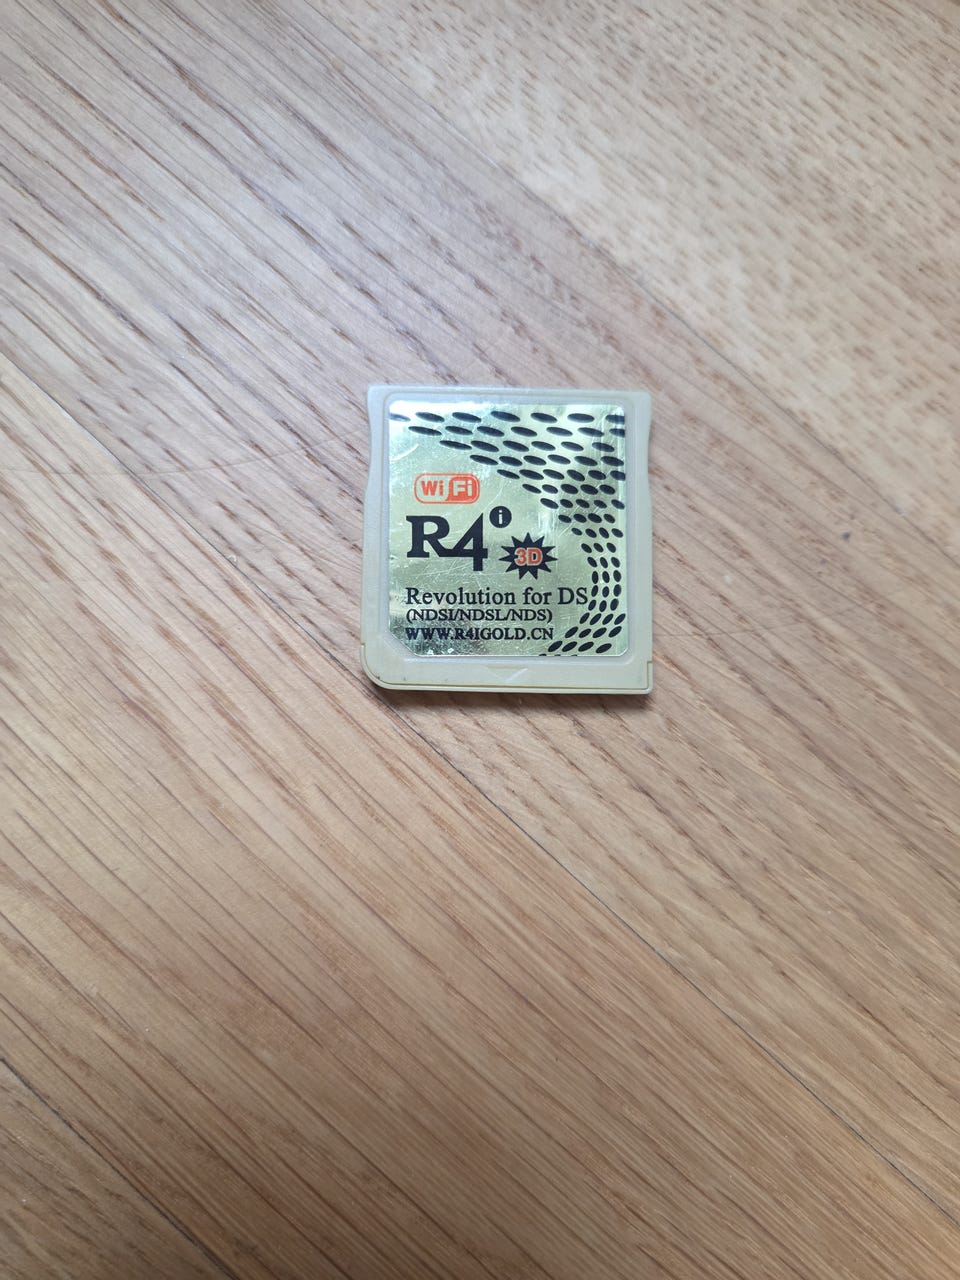 WiFi
R4i
3D
Revolution for DS
(NDSI/NDSL/NDS)
WWW.R4IGOLD.CN